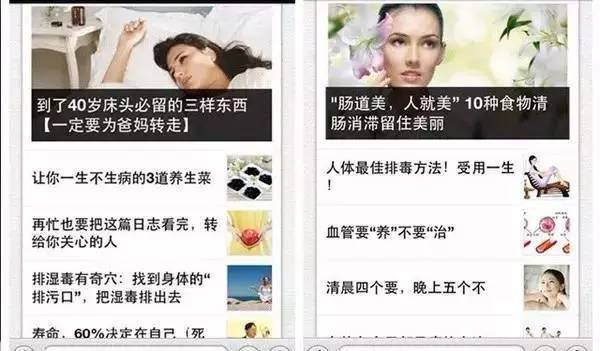 到了40岁床头必留的三样东西
【一定要为爸妈转走】
让你一生不生病的3道养生菜
再忙也要把这篇日志看完，转
给你关心的人
排湿毒有奇穴：找到身体的“
排污口”，把湿毒排出去
寿命，60%决定在自己（死
"肠道美，人就美” 10种食物清
肠消滞留住美丽
人体最佳排毒方法！受用一生
！
血管要“养”不要“治”
清晨四个要，晚上五个不